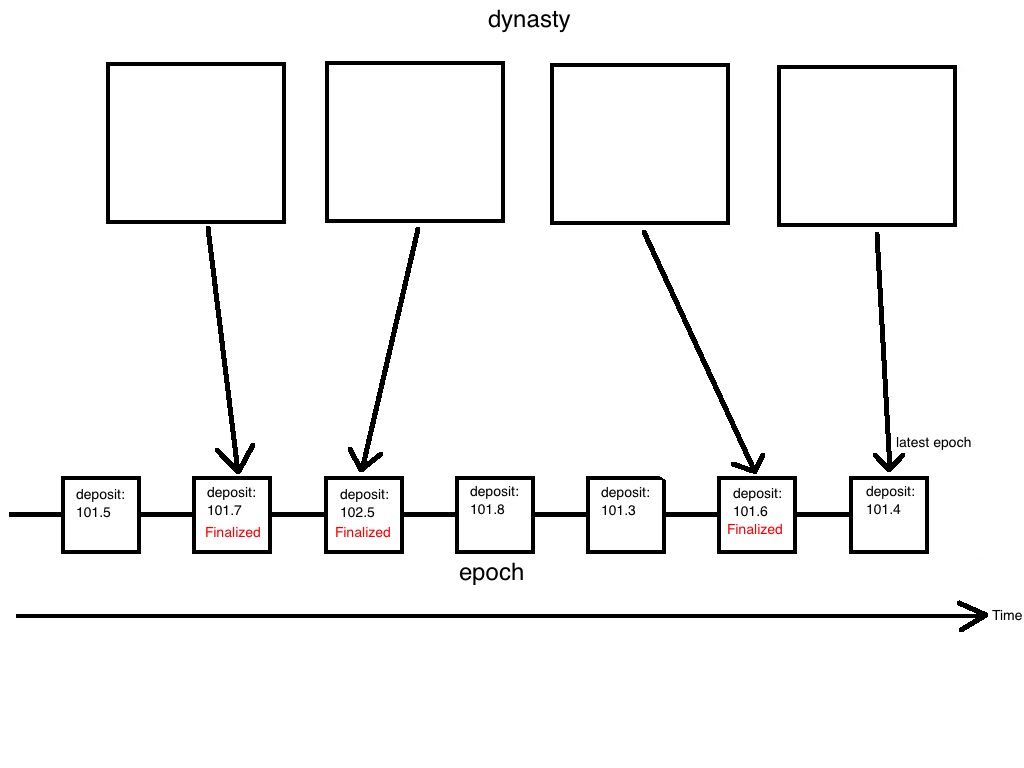 dynasty
latest epoch
deposit:
101.5
deposit:
101.7
Finalized
deposit:
102.5
Finalized
deposit:
101.8
deposit:
101.3
deposit:
101.6
Finalized
deposit:
101.4
epoch
Time